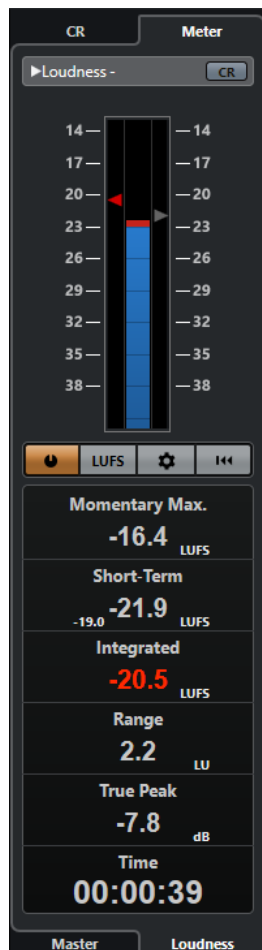 CR Meter
▶Loudness - CR
14 14
17 17
20 20
23 23
26 26
29 29
32 32
35 35
38 38
LUFS
Momentary Max.
-16.4 LUFS
Short-Term
-19.0 -21.9 LUFS
Integrated
-20.5 LUFS
Range
2.2 LU
True Peak
-7.8 dB
Time
00:00:39
Master Loudness